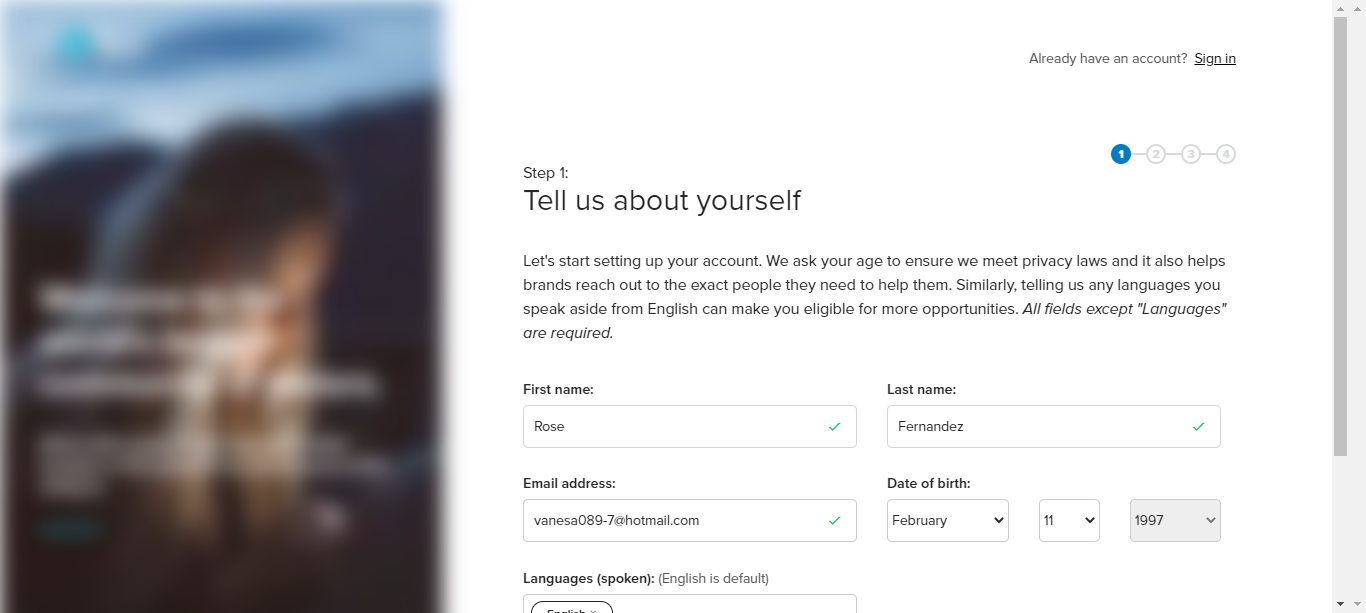 Already have an account? Sign in
1 2 3 4
Step 1:
Tell us about yourself
Let's start setting up your account. We ask your age to ensure we meet privacy laws and it also helps
brands reach out to the exact people they need to help them. Similarly, telling us any languages you
speak aside from English can make you eligible for more opportunities. All fields except "Languages"
are required.
First name: Last name:
Rose Fernandez
Email address: Date of birth:
vanesa089-7@hotmail.com February 11 1997
Languages (spoken): (English is default)
English